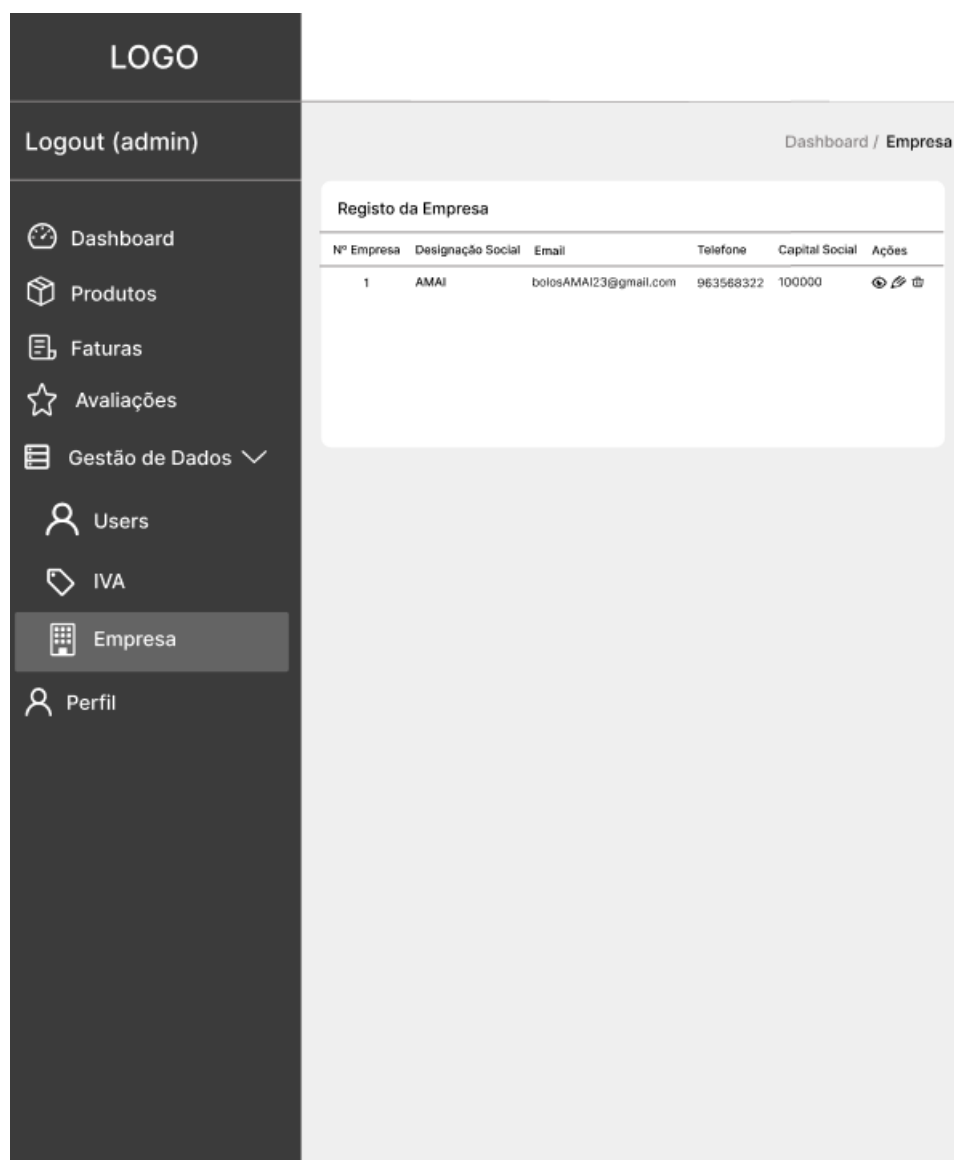 LOGO
Logout (admin)
Dashboard
Produtos
Faturas
Avaliações
Gestão de Dados
Users
IVA
Empresa
Perfil
Dashboard / Empresa
Registo da Empresa
Nº Empresa Designação Social Email Telefone Capital Social Ações
1 AMAI bolosAMAI23@gmail.com 963568322 100000